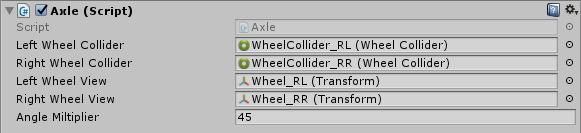 Axle (Script)
Script Axle
Left Wheel Collider WheelCollider_RL (Wheel Collider)
Right Wheel Collider WheelCollider_RR (Wheel Collider)
Left Wheel View Wheel_RL (Transform)
Right Wheel View Wheel_RR (Transform)
Angle Miltiplier 45